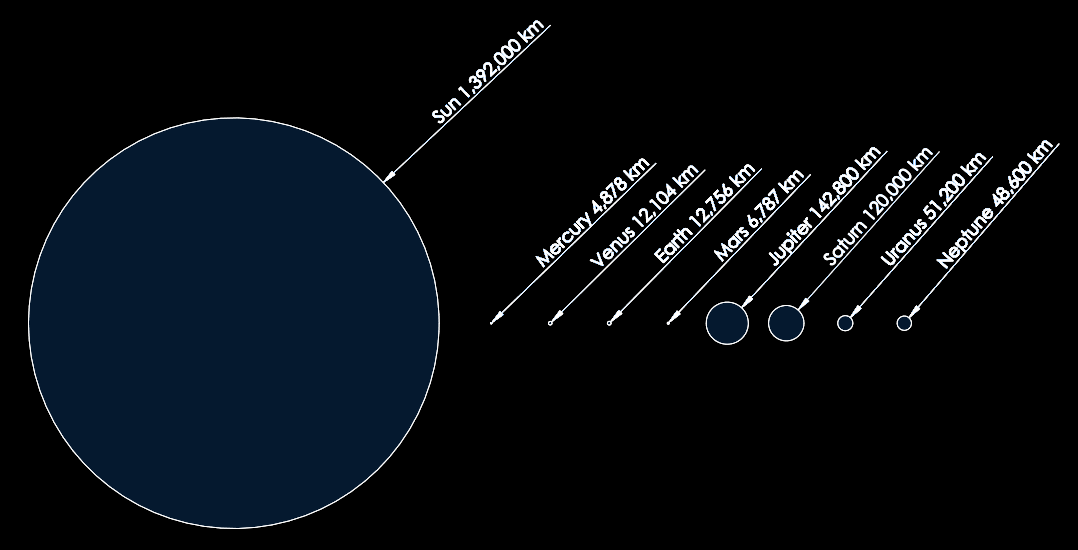 Sun 1,392,000 km
Mercury 4,878 km
Venus 12,104 km
Earth 12,756 km
Mars 6,787 km
Jupiter 142,800 km
Saturn 120,000 km
Uranus 51,200 km
Neptune 48,600 km